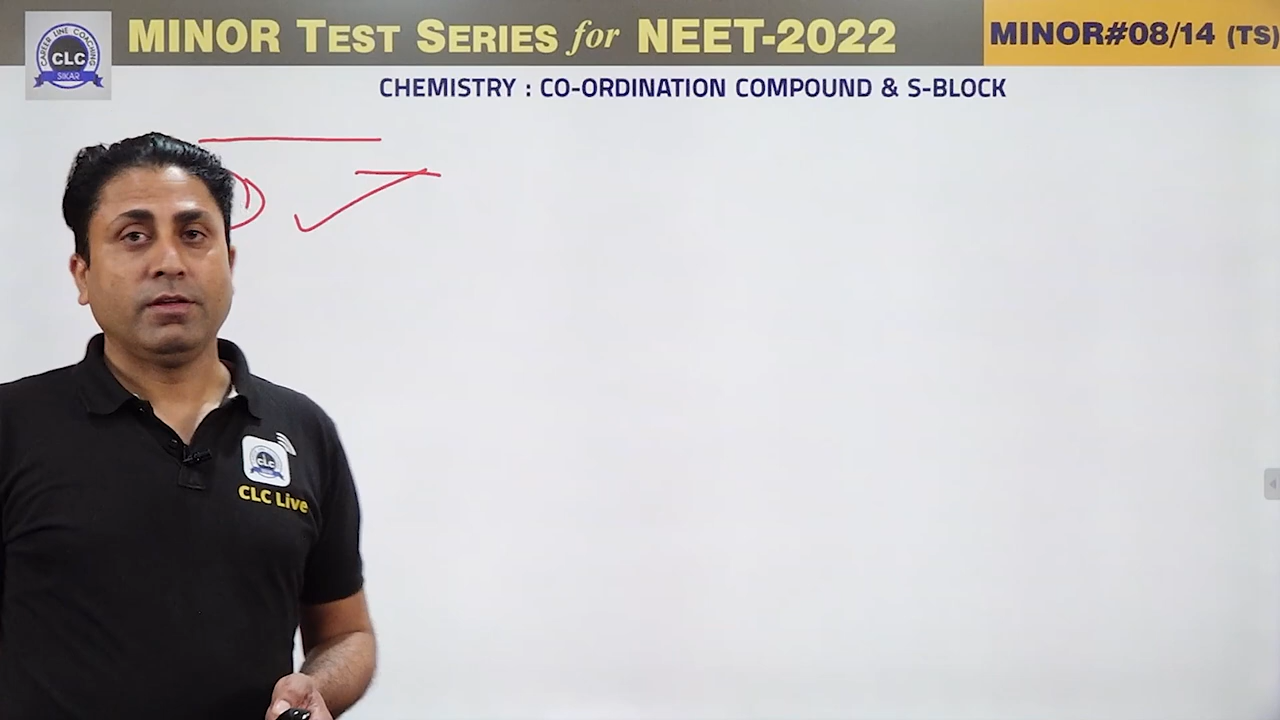 CAREER LINE COACHING
CLC
SIKAR
MINOR TEST SERIES for NEET-2022
MINOR#08/14 (TS)
CHEMISTRY : CO-ORDINATION COMPOUND & S-BLOCK
CLC
CLC Live